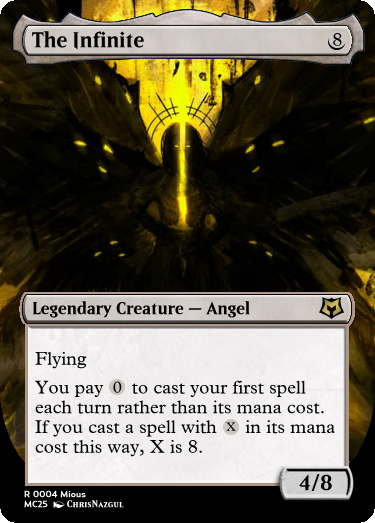 The Infinite 8
Legendary Creature — Angel
Flying
You pay 0 to cast your first spell
each turn rather than its mana cost.
If you cast a spell with X in its mana
cost this way, X is 8.
4/8
R 0004 Mious
MC25 ChrisNazgul